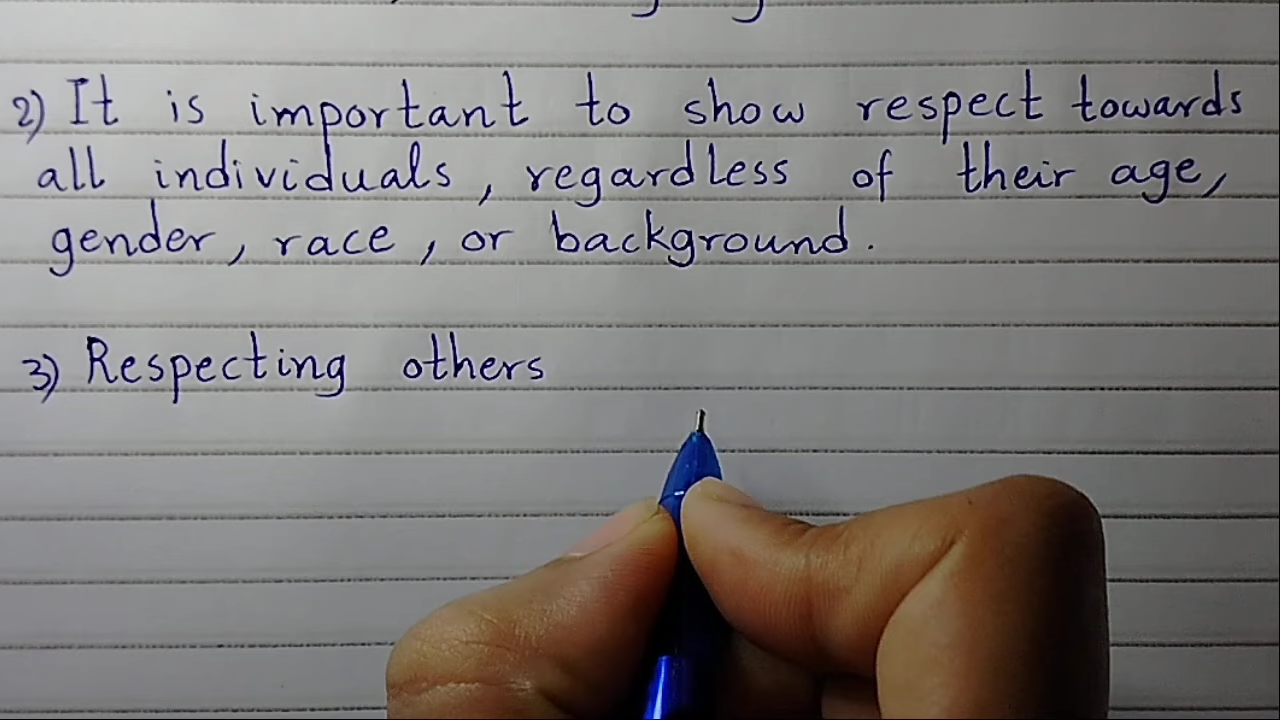 2) It is important to show respect towards
all individuals, regardless of their age,
gender, race, or background.
3) Respecting others